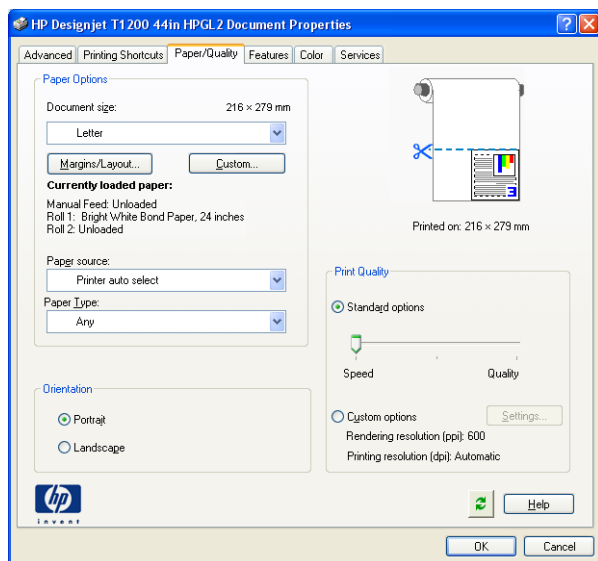 HP Designjet T1200 44in HPGL2 Document Properties
Advanced Printing Shortcuts Paper/Quality Features Color Services
Paper Options
Document size: 216 × 279 mm
Letter
Margins/Layout... Custom...
Currently loaded paper:
Manual Feed: Unloaded
Roll 1: Bright White Bond Paper, 24 inches
Roll 2: Unloaded
Paper source:
Printer auto select
Paper Type:
Any
Orientation
Portrait
Landscape
3
Printed on: 216 × 279 mm
Print Quality
Standard options
Speed Quality
Custom options Settings...
Rendering resolution (ppi): 600
Printing resolution (dpi): Automatic
hp
invent
Help
OK Cancel